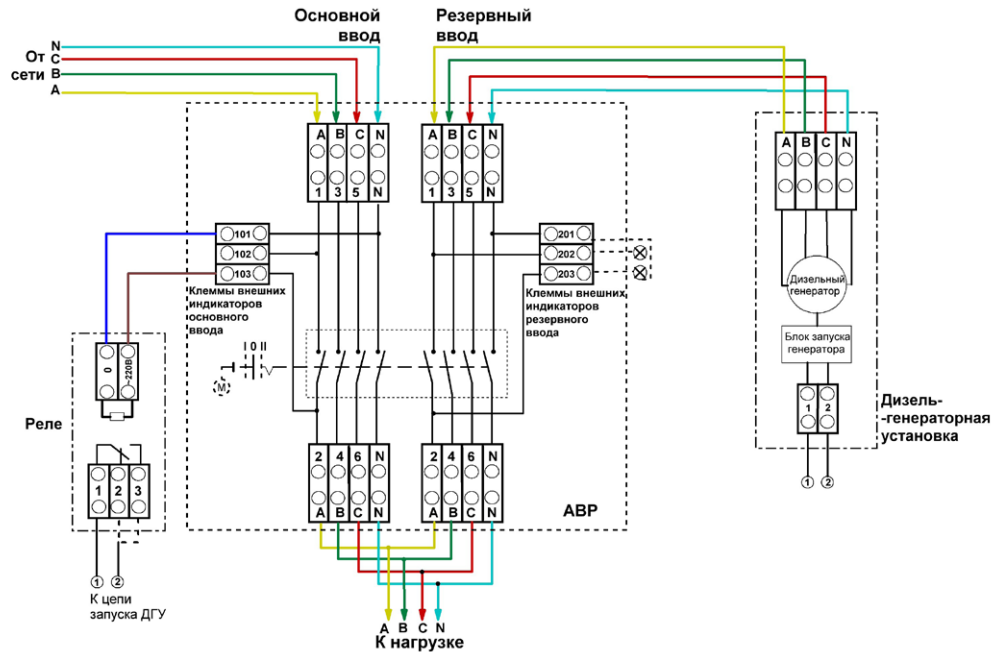 Основной
ввод
Резервный
ввод
От
сети
N
C
B
A
A B C N
1 3 5 N
A B C N
1 3 5 N
A B C N
101
102
103
Клеммы внешних
индикаторов
основного
ввода
201
202
203
Клеммы внешних
индикаторов
резервного
ввода
Дизельный
генератор
Блок запуска
генератора
1 2
1 2
Дизель-
-генераторная
установка
I 0 II
M
0
~220В
Реле
1 2 3
1 2
К цепи
запуска ДГУ
2 4 6 N
A B C N
2 4 6 N
A B C N
АВР
A B C N
К нагрузке